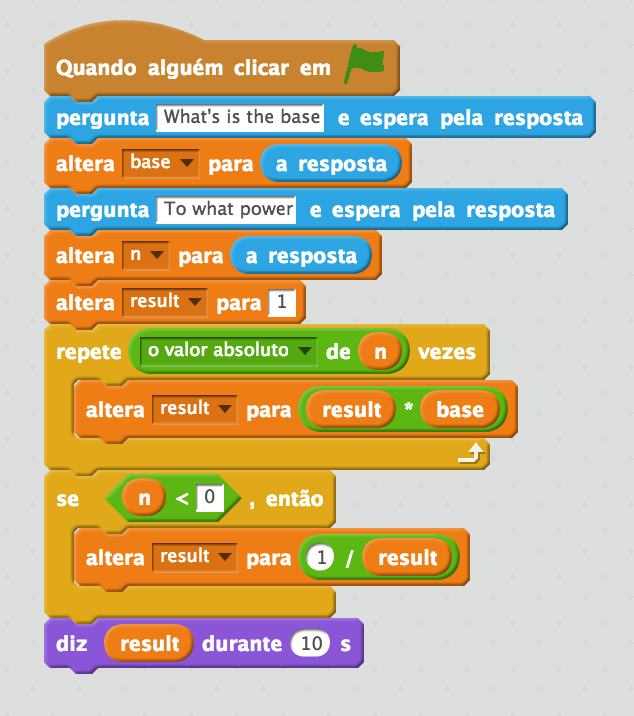 Quando alguém clicar em
pergunta What's is the base e espera pela resposta
altera base para a resposta
pergunta To what power e espera pela resposta
altera n para a resposta
altera result para 1
repete o valor absoluto de n vezes
altera result para result * base
se n < 0 , então
altera result para 1 / result
diz result durante 10 s